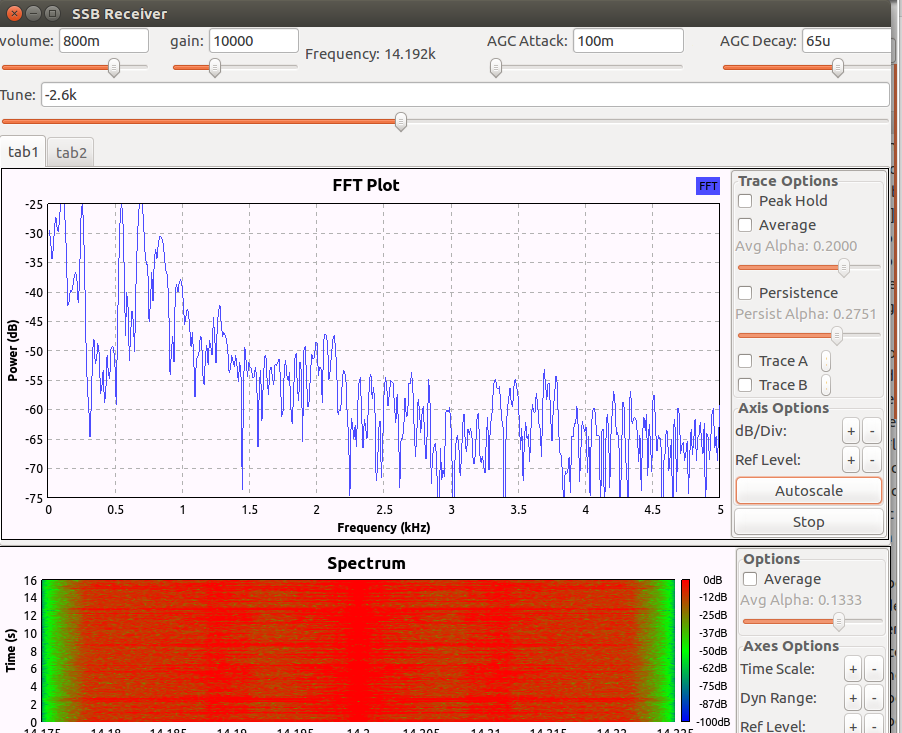 SSB Receiver
volume: 800m gain: 10000 Frequency: 14.192k AGC Attack: 100m AGC Decay: 65u
Tune: -2.6k
tab1 tab2
FFT Plot
FFT
-25
-30
-35
-40
-45
-50
-55
-60
-65
-70
-75
Power (dB)
0 0.5 1 1.5 2 2.5 3 3.5 4 4.5 5
Frequency (kHz)
Trace Options
Peak Hold
Average
Avg Alpha: 0.2000
Persistence
Persist Alpha: 0.2751
Trace A
Trace B
Axis Options
dB/Div: + -
Ref Level: + -
Autoscale
Stop
Spectrum
16
14
12
10
8
6
4
2
0
Time (s)
14.175 14.18 14.185 14.19 14.195 14.2 14.205 14.21 14.215 14.22 14.225
0dB
-12dB
-25dB
-37dB
-50dB
-62dB
-75dB
-87dB
-100dB
Options
Average
Avg Alpha: 0.1333
Axes Options
Time Scale: + -
Dyn Range: + -
Ref Level: + -